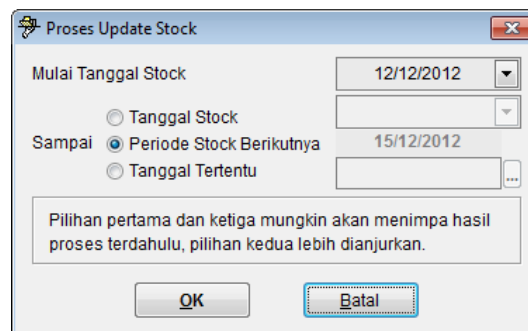 Proses Update Stock
Mulai Tanggal Stock 12/12/2012
Tanggal Stock
Sampai Periode Stock Berikutnya 15/12/2012
Tanggal Tertentu ...
Pilihan pertama dan ketiga mungkin akan menimpa hasil
proses terdahulu, pilihan kedua lebih dianjurkan.
OK Batal